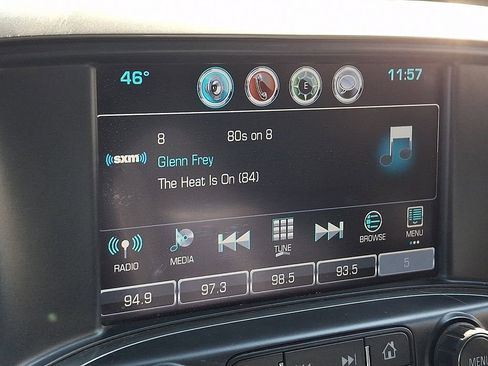 46° E 11:57
8 80s on 8
((sxm)) Glenn Frey
The Heat Is On (84)
RADIO MEDIA TUNE BROWSE MENU
94.9 97.3 98.5 93.5 5
MENU